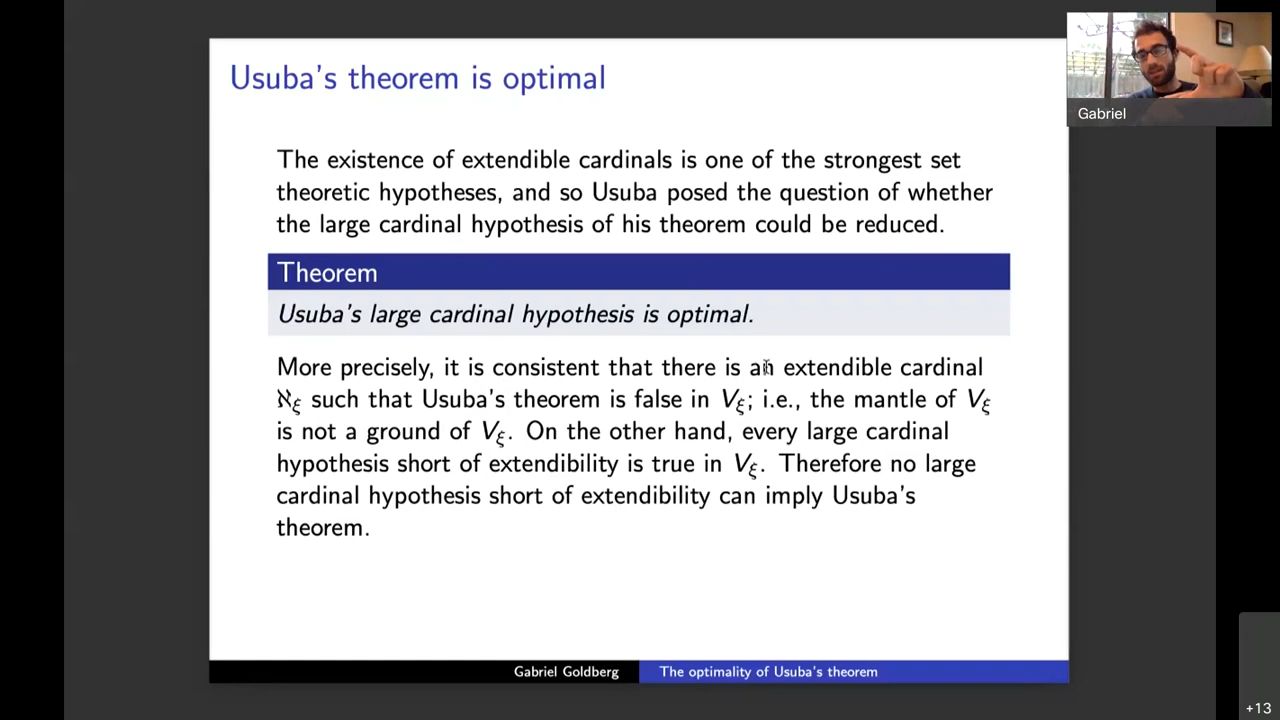 Usuba's theorem is optimal
Gabriel
The existence of extendible cardinals is one of the strongest set
theoretic hypotheses, and so Usuba posed the question of whether
the large cardinal hypothesis of his theorem could be reduced.
Theorem
Usuba's large cardinal hypothesis is optimal.
More precisely, it is consistent that there is an extendible cardinal
ℵ_ξ such that Usuba's theorem is false in V_ξ; i.e., the mantle of V_ξ
is not a ground of V_ξ. On the other hand, every large cardinal
hypothesis short of extendibility is true in V_ξ. Therefore no large
cardinal hypothesis short of extendibility can imply Usuba's
theorem.
Gabriel Goldberg
The optimality of Usuba's theorem
+13